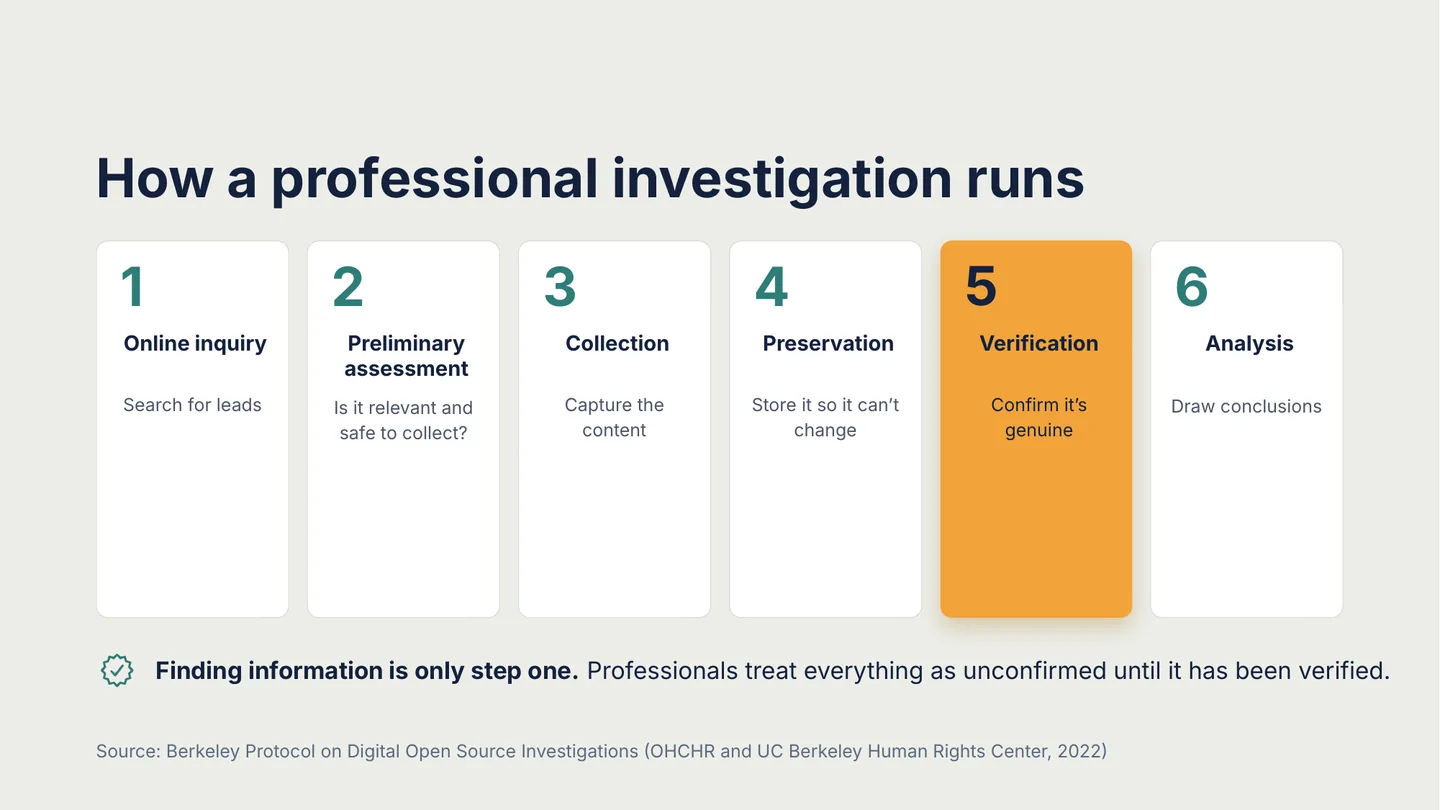 How a professional investigation runs
1
Online inquiry
Search for leads
2
Preliminary
assessment
Is it relevant and
safe to collect?
3
Collection
Capture the
content
4
Preservation
Store it so it can’t
change
5
Verification
Confirm it’s
genuine
6
Analysis
Draw conclusions
Finding information is only step one. Professionals treat everything as unconfirmed until it has been verified.
Source: Berkeley Protocol on Digital Open Source Investigations (OHCHR and UC Berkeley Human Rights Center, 2022)